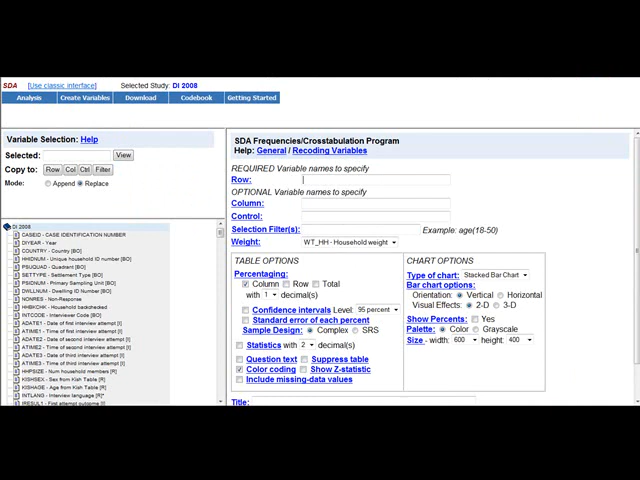 SDA [Use classic interface] Selected Study: DI 2008
Analysis Create Variables Download Codebook Getting Started
Variable Selection: Help
Selected: View
Copy to: Row Col Ctrl Filter
Mode: Append Replace
DI 2008
CASEID - CASE IDENTIFICATION NUMBER
DIYEAR - Year
COUNTRY - Country [BO]
HHIDNUM - Unique household ID number [BO]
PSUQUAD - Quadrant [BO]
SETTYPE - Settlement Type [BO]
PSIDNUM - Primary Sampling Unit [BO]
DWLLNUM - Dwelling ID Number [BO]
NONRES - Non-Response
HHBKCHK - Household backchecked
INTCODE - Interviewer Code [BO]
ADATE1 - Date of first interview attempt [I]
ATIME1 - Time of first interview attempt [I]
ADATE2 - Date of second interview attempt [I]
ATIME2 - Time of second interview attempt [I]
ADATE3 - Date of third interview attempt [I]
ATIME3 - Time of third interview attempt [I]
HHPSIZE - Num household members [R]
KISHSEX - Sex from Kish Table [R]
KISHAGE - Age from Kish Table [R]
INTLANG - Interview language [R]*
IRESULT1 - First attempt outcome [I]
SDA Frequencies/Crosstabulation Program
Help: General / Recoding Variables
REQUIRED Variable names to specify
Row:
OPTIONAL Variable names to specify
Column:
Control:
Selection Filter(s): Example: age(18-50)
Weight: WT_HH - Household weight
TABLE OPTIONS
Percentaging:
Column Row Total
with 1 decimal(s)
Confidence intervals Level: 95 percent
Standard error of each percent
Sample Design: Complex SRS
Statistics with 2 decimal(s)
Question text Suppress table
Color coding Show Z-statistic
Include missing-data values
CHART OPTIONS
Type of chart: Stacked Bar Chart
Bar chart options:
Orientation: Vertical Horizontal
Visual Effects: 2-D 3-D
Show Percents: Yes
Palette: Color Grayscale
Size - width: 600 height: 400
Title: